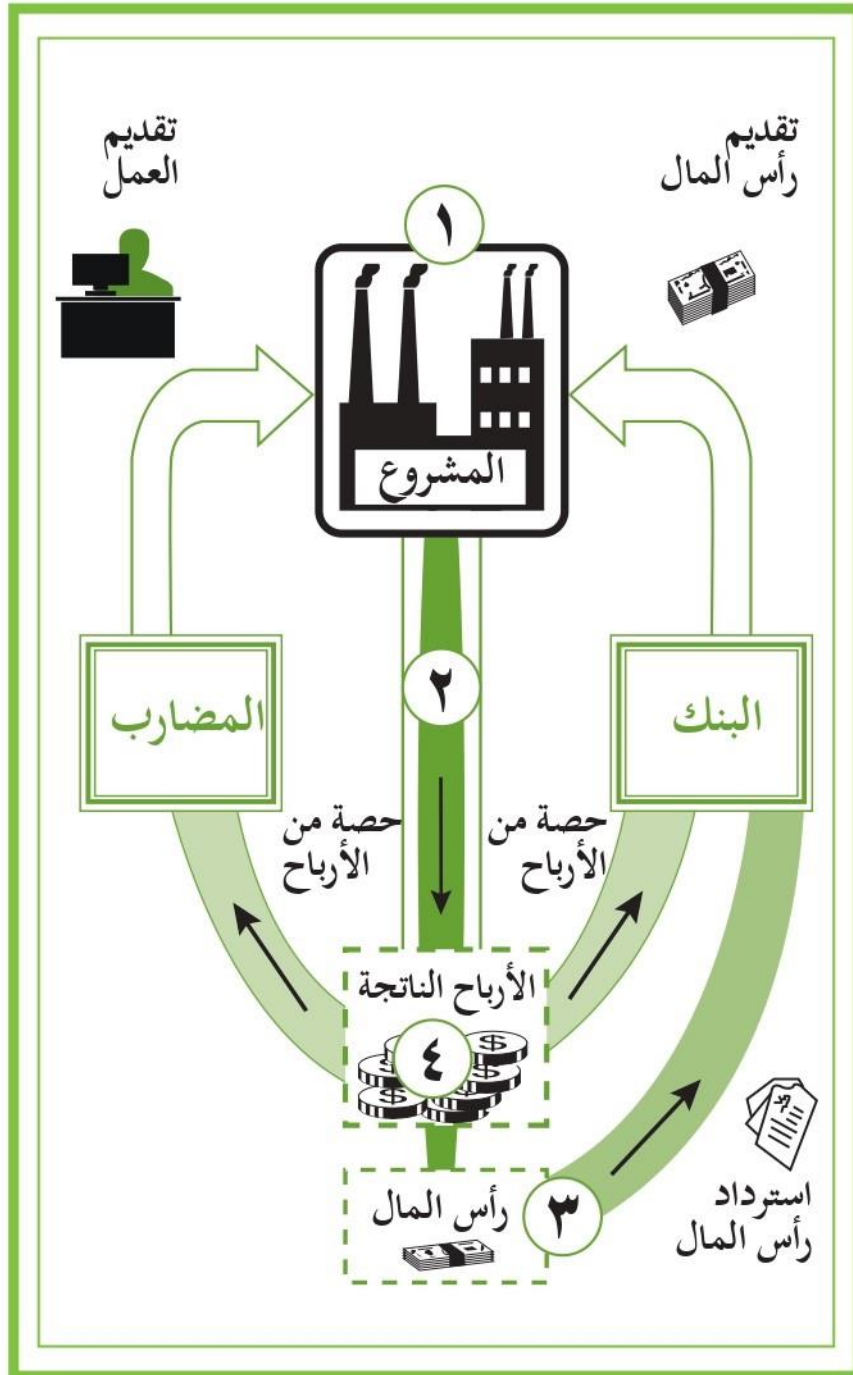 تقديم
رأس المال
تقديم
العمل
١
المشروع
البنك
المضارب
٢
حصة من
الأرباح
حصة من
الأرباح
الأرباح الناتجة
٤
رأس المال
٣
استرداد
رأس المال